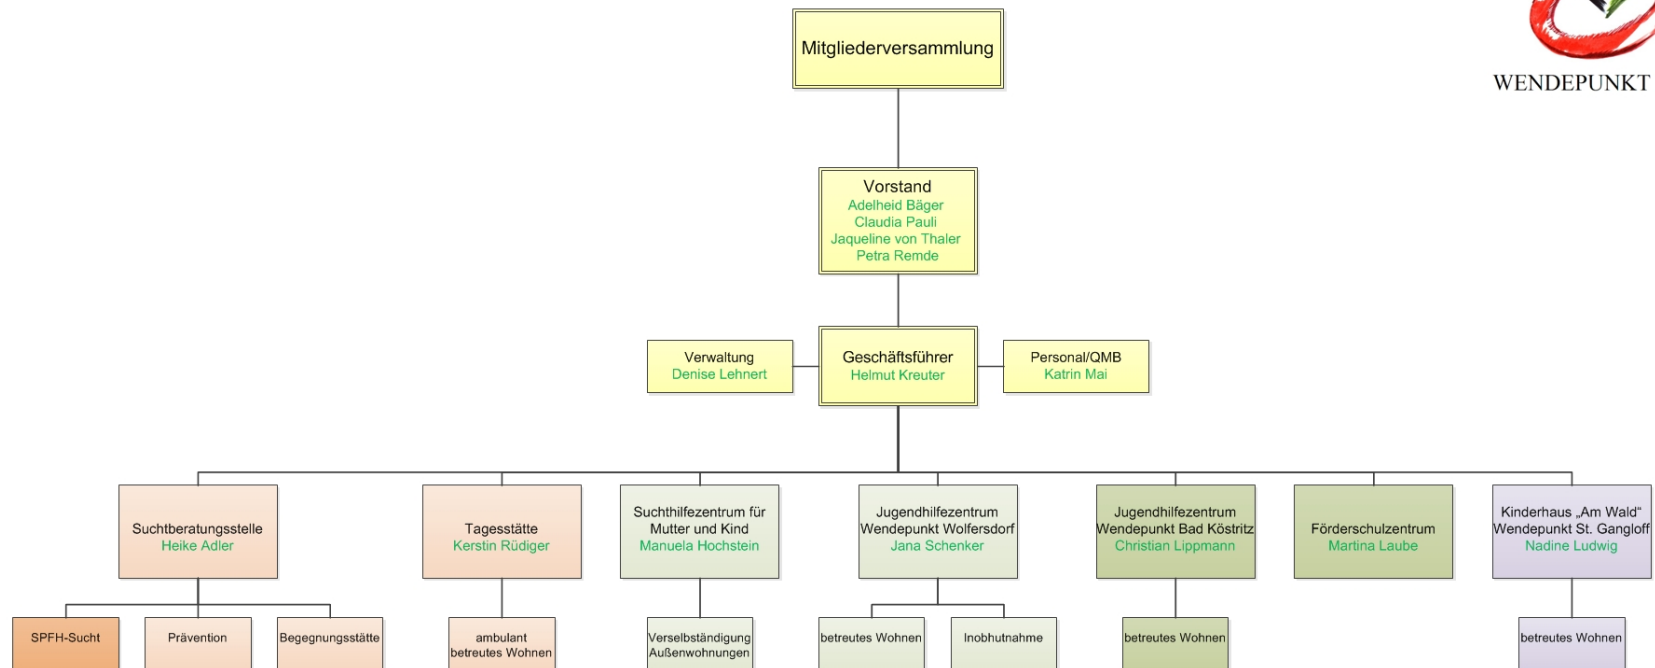 Mitgliederversammlung
WENDEPUNKT
Vorstand
Adelheid Bäger
Claudia Pauli
Jaqueline von Thaler
Petra Remde
Verwaltung
Denise Lehnert
Geschäftsführer
Helmut Kreuter
Personal/QMB
Katrin Mai
Suchtberatungsstelle
Heike Adler
Tagesstätte
Kerstin Rüdiger
Suchthilfezentrum für
Mutter und Kind
Manuela Hochstein
Jugendhilfezentrum
Wendepunkt Wolfersdorf
Jana Schenker
Jugendhilfezentrum
Wendepunkt Bad Köstritz
Christian Lippmann
Förderschulzentrum
Martina Laube
Kinderhaus „Am Wald“
Wendepunkt St. Gangloff
Nadine Ludwig
SPFH-Sucht
Prävention
Begegnungsstätte
ambulant
betreutes Wohnen
Verselbständigung
Außenwohnungen
betreutes Wohnen
Inobhutnahme
betreutes Wohnen
betreutes Wohnen